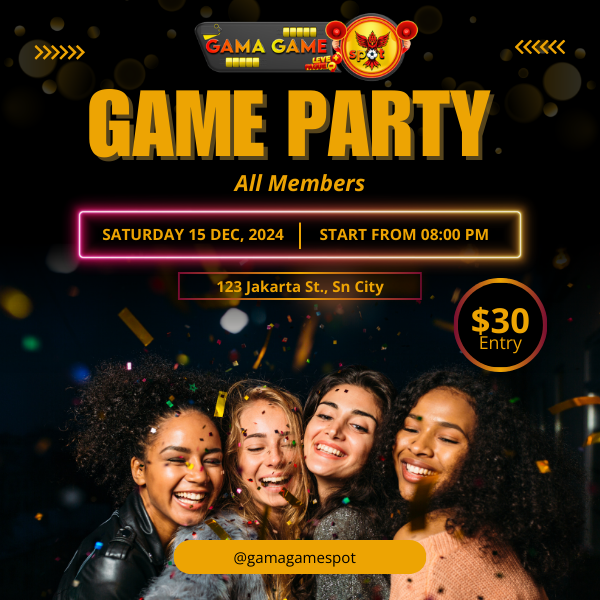 GAMA GAME
spot
GAME PARTY
All Members
SATURDAY 15 DEC, 2024 | START FROM 08:00 PM
123 Jakarta St., Sn City
$30
Entry
@gamagamespot